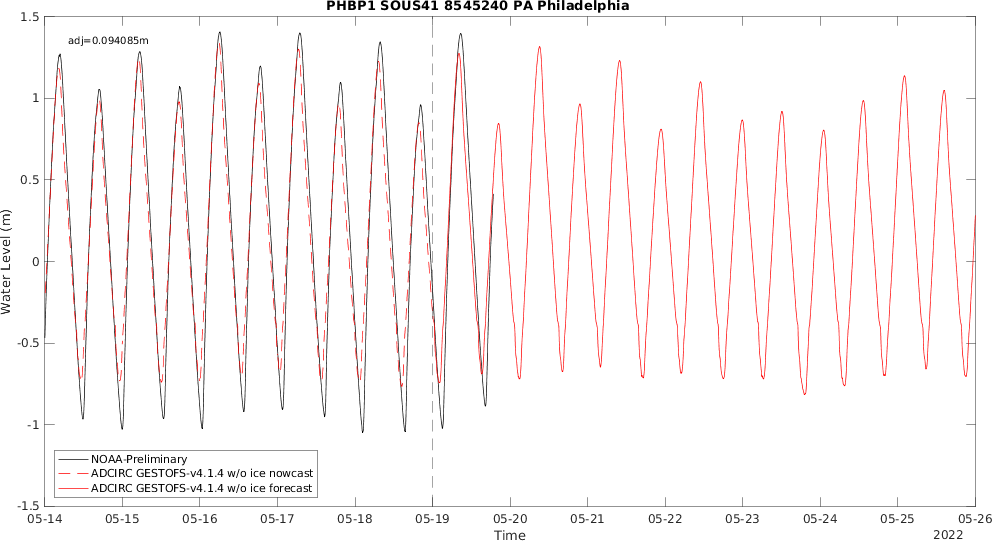 PHBP1 SOUS41 8545240 PA Philadelphia
adj=0.094085m
1.5
1
0.5
0
-0.5
-1
-1.5
Water Level (m)
NOAA-Preliminary
ADCIRC GESTOFS-v4.1.4 w/o ice nowcast
ADCIRC GESTOFS-v4.1.4 w/o ice forecast
05-14 05-15 05-16 05-17 05-18 05-19 05-20 05-21 05-22 05-23 05-24 05-25 05-26
Time
2022